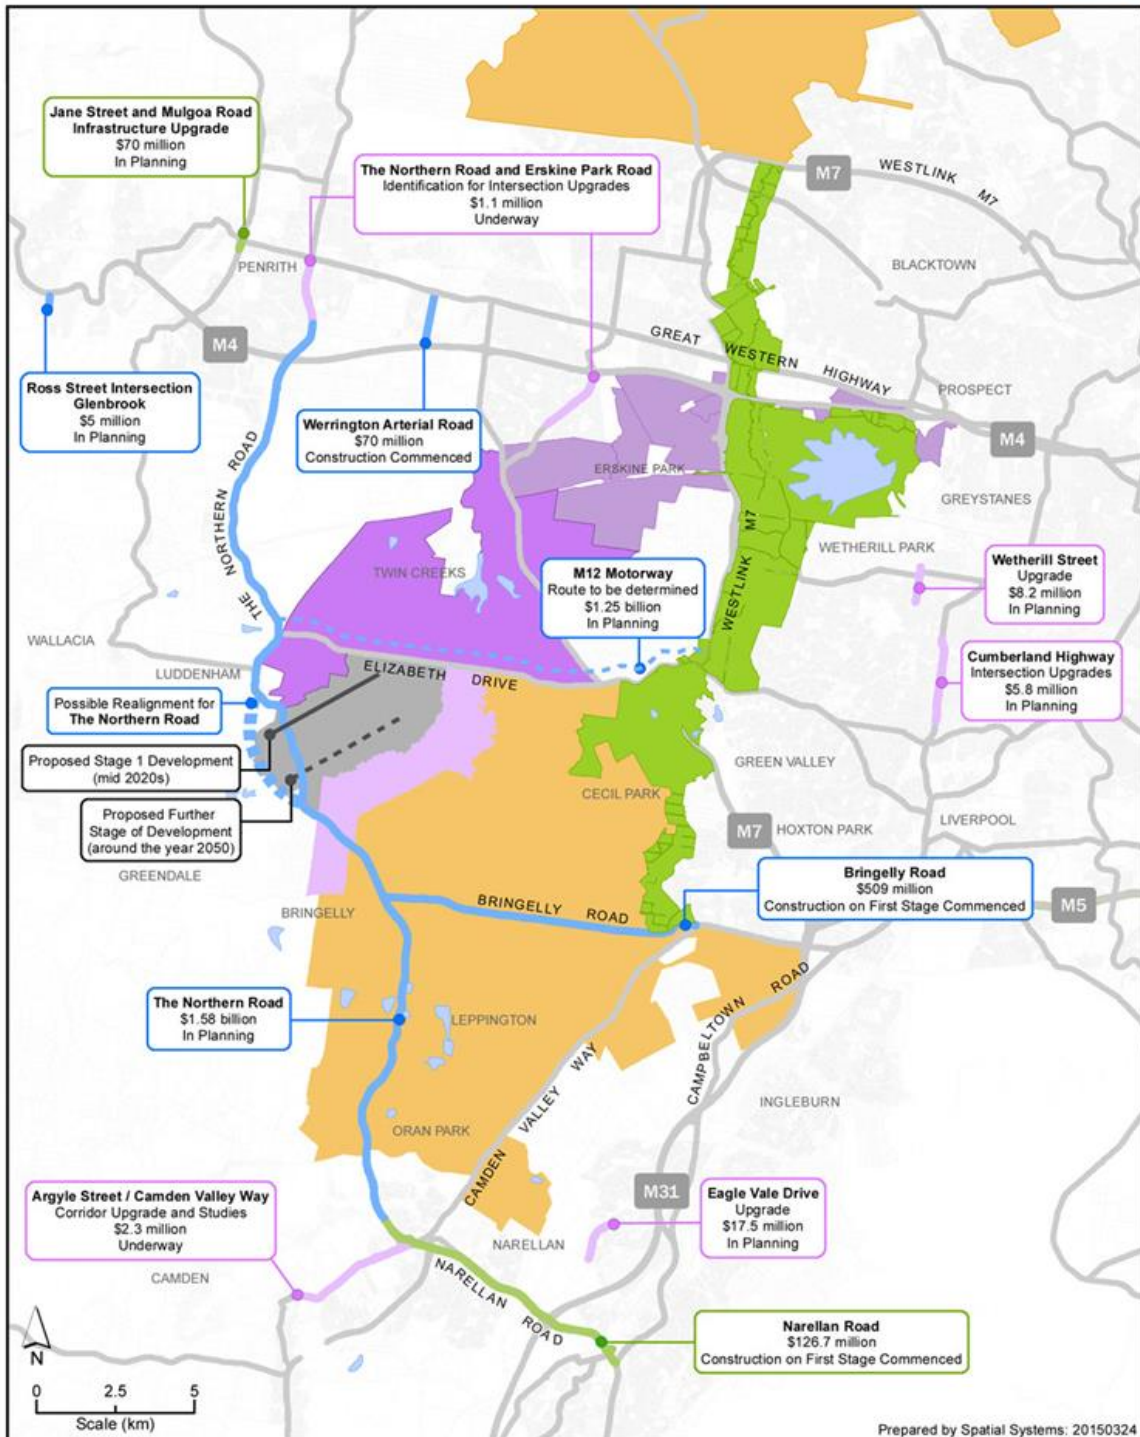 Jane Street and Mulgoa Road
Infrastructure Upgrade
$70 million
In Planning
The Northern Road and Erskine Park Road
Identification for Intersection Upgrades
$1.1 million
Underway
M7
WESTLINK M7
BLACKTOWN
PENRITH
M4
GREAT WESTERN HIGHWAY
PROSPECT
Ross Street Intersection
Glenbrook
$5 million
In Planning
Werrington Arterial Road
$70 million
Construction Commenced
M4
THE NORTHERN ROAD
ERSKINE PARK
GREYSTANES
WESTLINK M7
WETHERILL PARK
TWIN CREEKS
M12 Motorway
Route to be determined
$1.25 billion
In Planning
Wetherill Street
Upgrade
$8.2 million
In Planning
WALLACIA
LUDDENHAM
ELIZABETH DRIVE
Cumberland Highway
Intersection Upgrades
$5.8 million
In Planning
Possible Realignment for
The Northern Road
Proposed Stage 1 Development
(mid 2020s)
Proposed Further
Stage of Development
(around the year 2050)
GREEN VALLEY
CECIL PARK
M7
HOXTON PARK
LIVERPOOL
GREENDALE
BRINGELLY
BRINGELLY ROAD
Bringelly Road
$509 million
Construction on First Stage Commenced
M5
The Northern Road
$1.58 billion
In Planning
LEPPINGTON
CAMPBELTOWN ROAD
CAMDEN VALLEY WAY
INGLEBURN
ORAN PARK
Argyle Street / Camden Valley Way
Corridor Upgrade and Studies
$2.3 million
Underway
M31
Eagle Vale Drive
Upgrade
$17.5 million
In Planning
NARELLAN
CAMDEN
NARELLAN ROAD
Narellan Road
$126.7 million
Construction on First Stage Commenced
N
0 2.5 5
Scale (km)
Prepared by Spatial Systems: 20150324